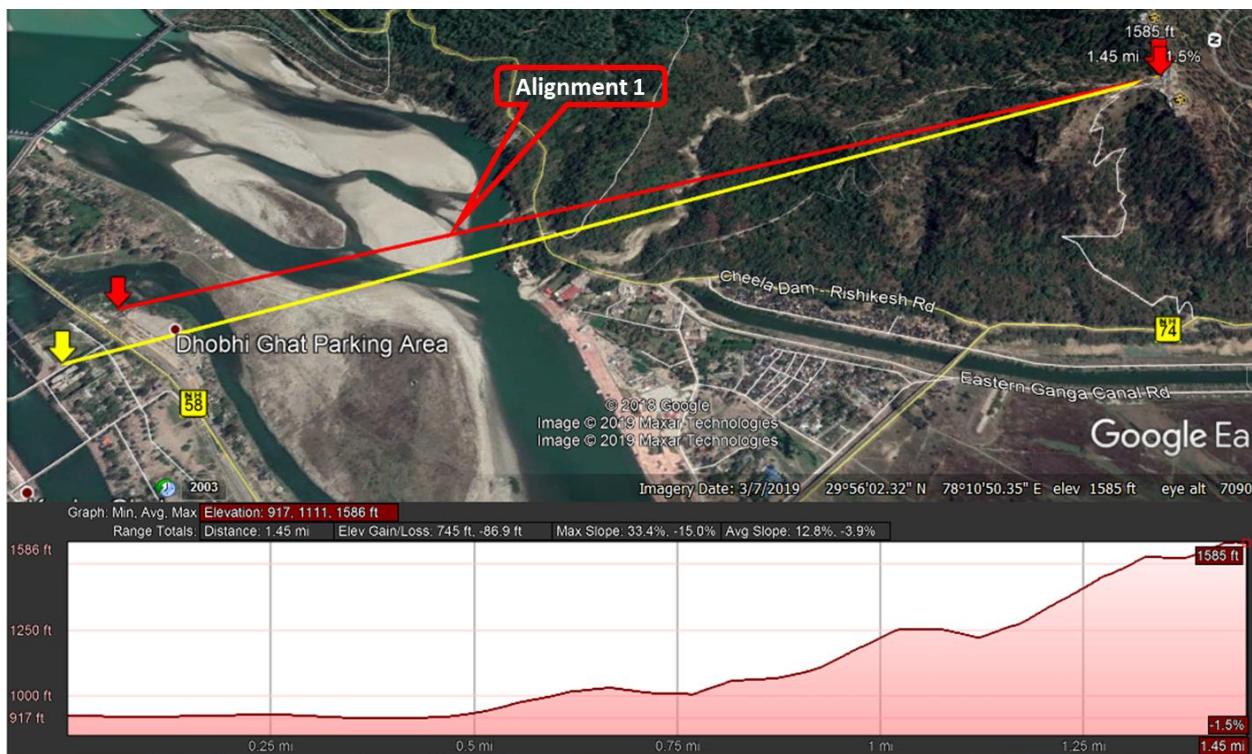 1585 ft
1.45 mi
1.5%
Alignment 1
Cheela Dam - Rishikesh Rd
NH
74
Dhobhi Ghat Parking Area
Eastern Ganga Canal Rd
NH
58
© 2018 Google
Image © 2019 Maxar Technologies
Image © 2019 Maxar Technologies
Google Ea
2003
Imagery Date: 3/7/2019 29°56'02.32" N 78°10'50.35" E elev 1585 ft eye alt 7090
Graph: Min, Avg, Max Elevation: 917, 1111, 1586 ft
Range Totals: Distance: 1.45 mi Elev Gain/Loss: 745 ft, -86.9 ft Max Slope: 33.4%, -15.0% Avg Slope: 12.8%, -3.9%
1586 ft
1585 ft
1250 ft
1000 ft
917 ft
-1.5%
0.25 mi 0.5 mi 0.75 mi 1 mi 1.25 mi 1.45 mi
N